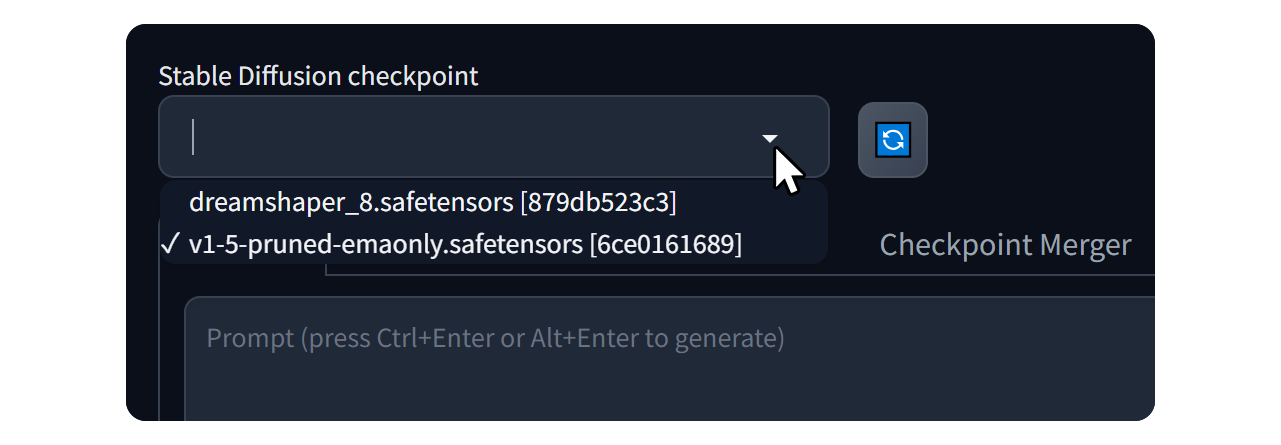 Stable Diffusion checkpoint
dreamshaper_8.safetensors [879db523c3]
✓ v1-5-pruned-emaonly.safetensors [6ce0161689]
Checkpoint Merger
Prompt (press Ctrl+Enter or Alt+Enter to generate)